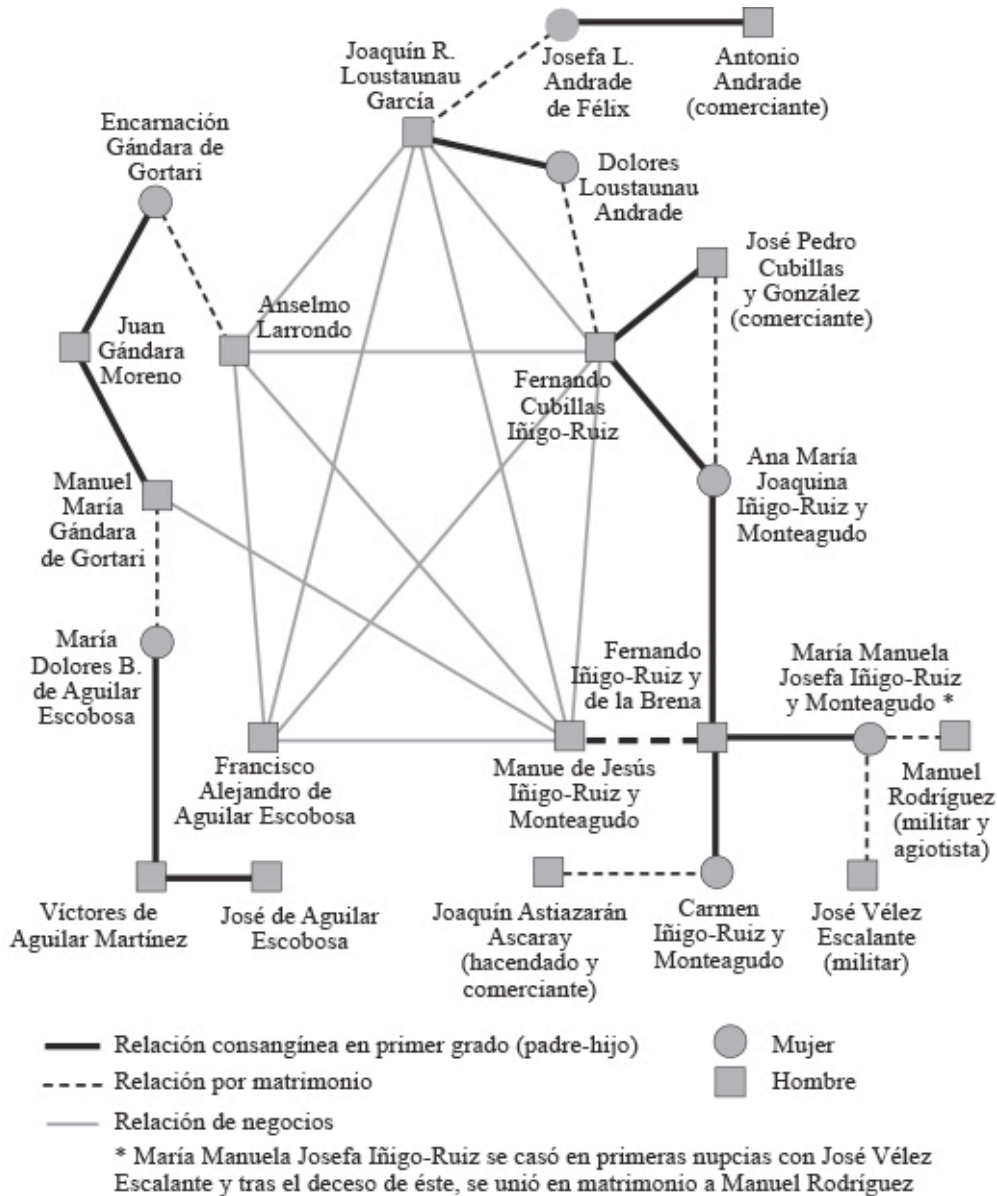 Joaquín R.
Loustaunau
García
Josefa L.
Andrade
de Félix
Antonio
Andrade
(comerciante)
Encarnación
Gándara de
Gortari
Dolores
Loustaunau
Andrade
José Pedro
Cubillas
y González
(comerciante)
Juan
Gándara
Moreno
Anselmo
Larrondo
Fernando
Cubillas
Iñigo-Ruiz
Manuel
María
Gándara
de Gortari
Ana María
Joaquina
Iñigo-Ruiz y
Monteagudo
María
Dolores B.
de Aguilar
Escobosa
Fernando
Iñigo-Ruiz y
de la Brena
María Manuela
Josefa Iñigo-Ruiz
y Monteagudo *
Francisco
Alejandro de
Aguilar Escobosa
Manue de Jesús
Iñigo-Ruiz y
Monteagudo
Manuel
Rodríguez
(militar y
agiotista)
Víctores de
Aguilar Martínez
José de Aguilar
Escobosa
Joaquín Astiazarán
Ascaray
(hacendado y
comerciante)
Carmen
Iñigo-Ruiz y
Monteagudo
José Vélez
Escalante
(militar)
Relación consangínea en primer grado (padre-hijo)
Mujer
Relación por matrimonio
Hombre
Relación de negocios
* María Manuela Josefa Iñigo-Ruiz se casó en primeras nupcias con José Vélez
Escalante y tras el deceso de éste, se unió en matrimonio a Manuel Rodríguez